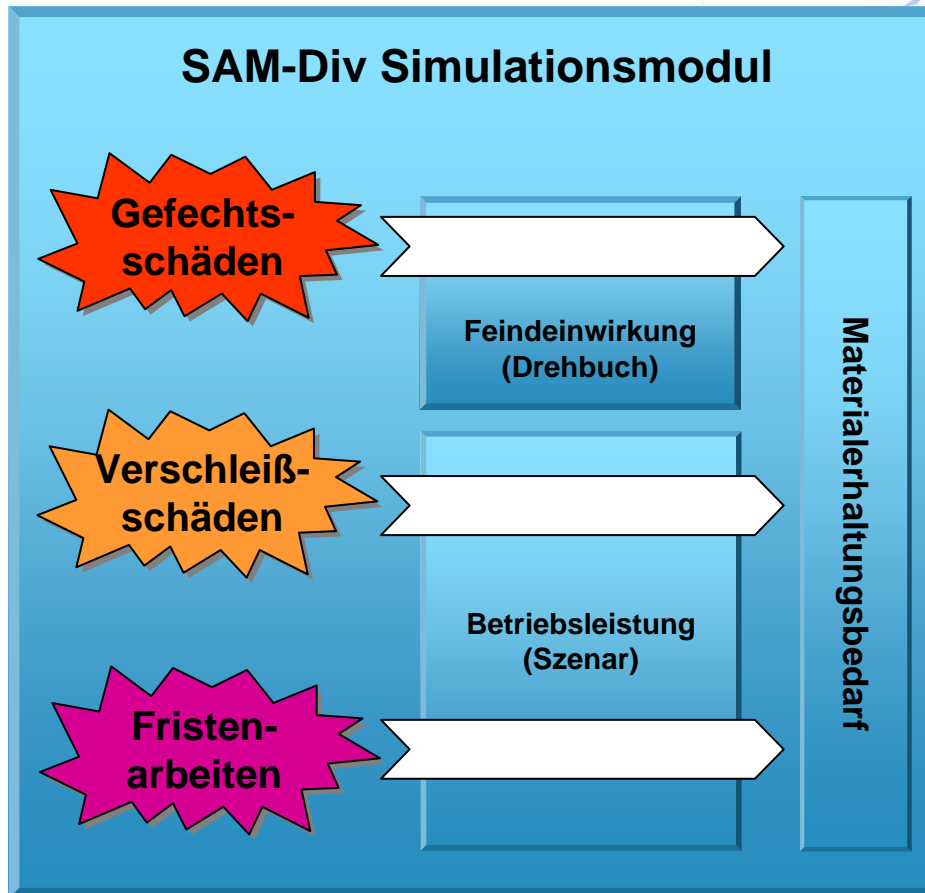 SAM-Div Simulationsmodul
Gefechts-
schäden
Feindeinwirkung
(Drehbuch)
Verschleiß-
schäden
Betriebsleistung
(Szenar)
Fristen-
arbeiten
Materialerhaltungsbedarf